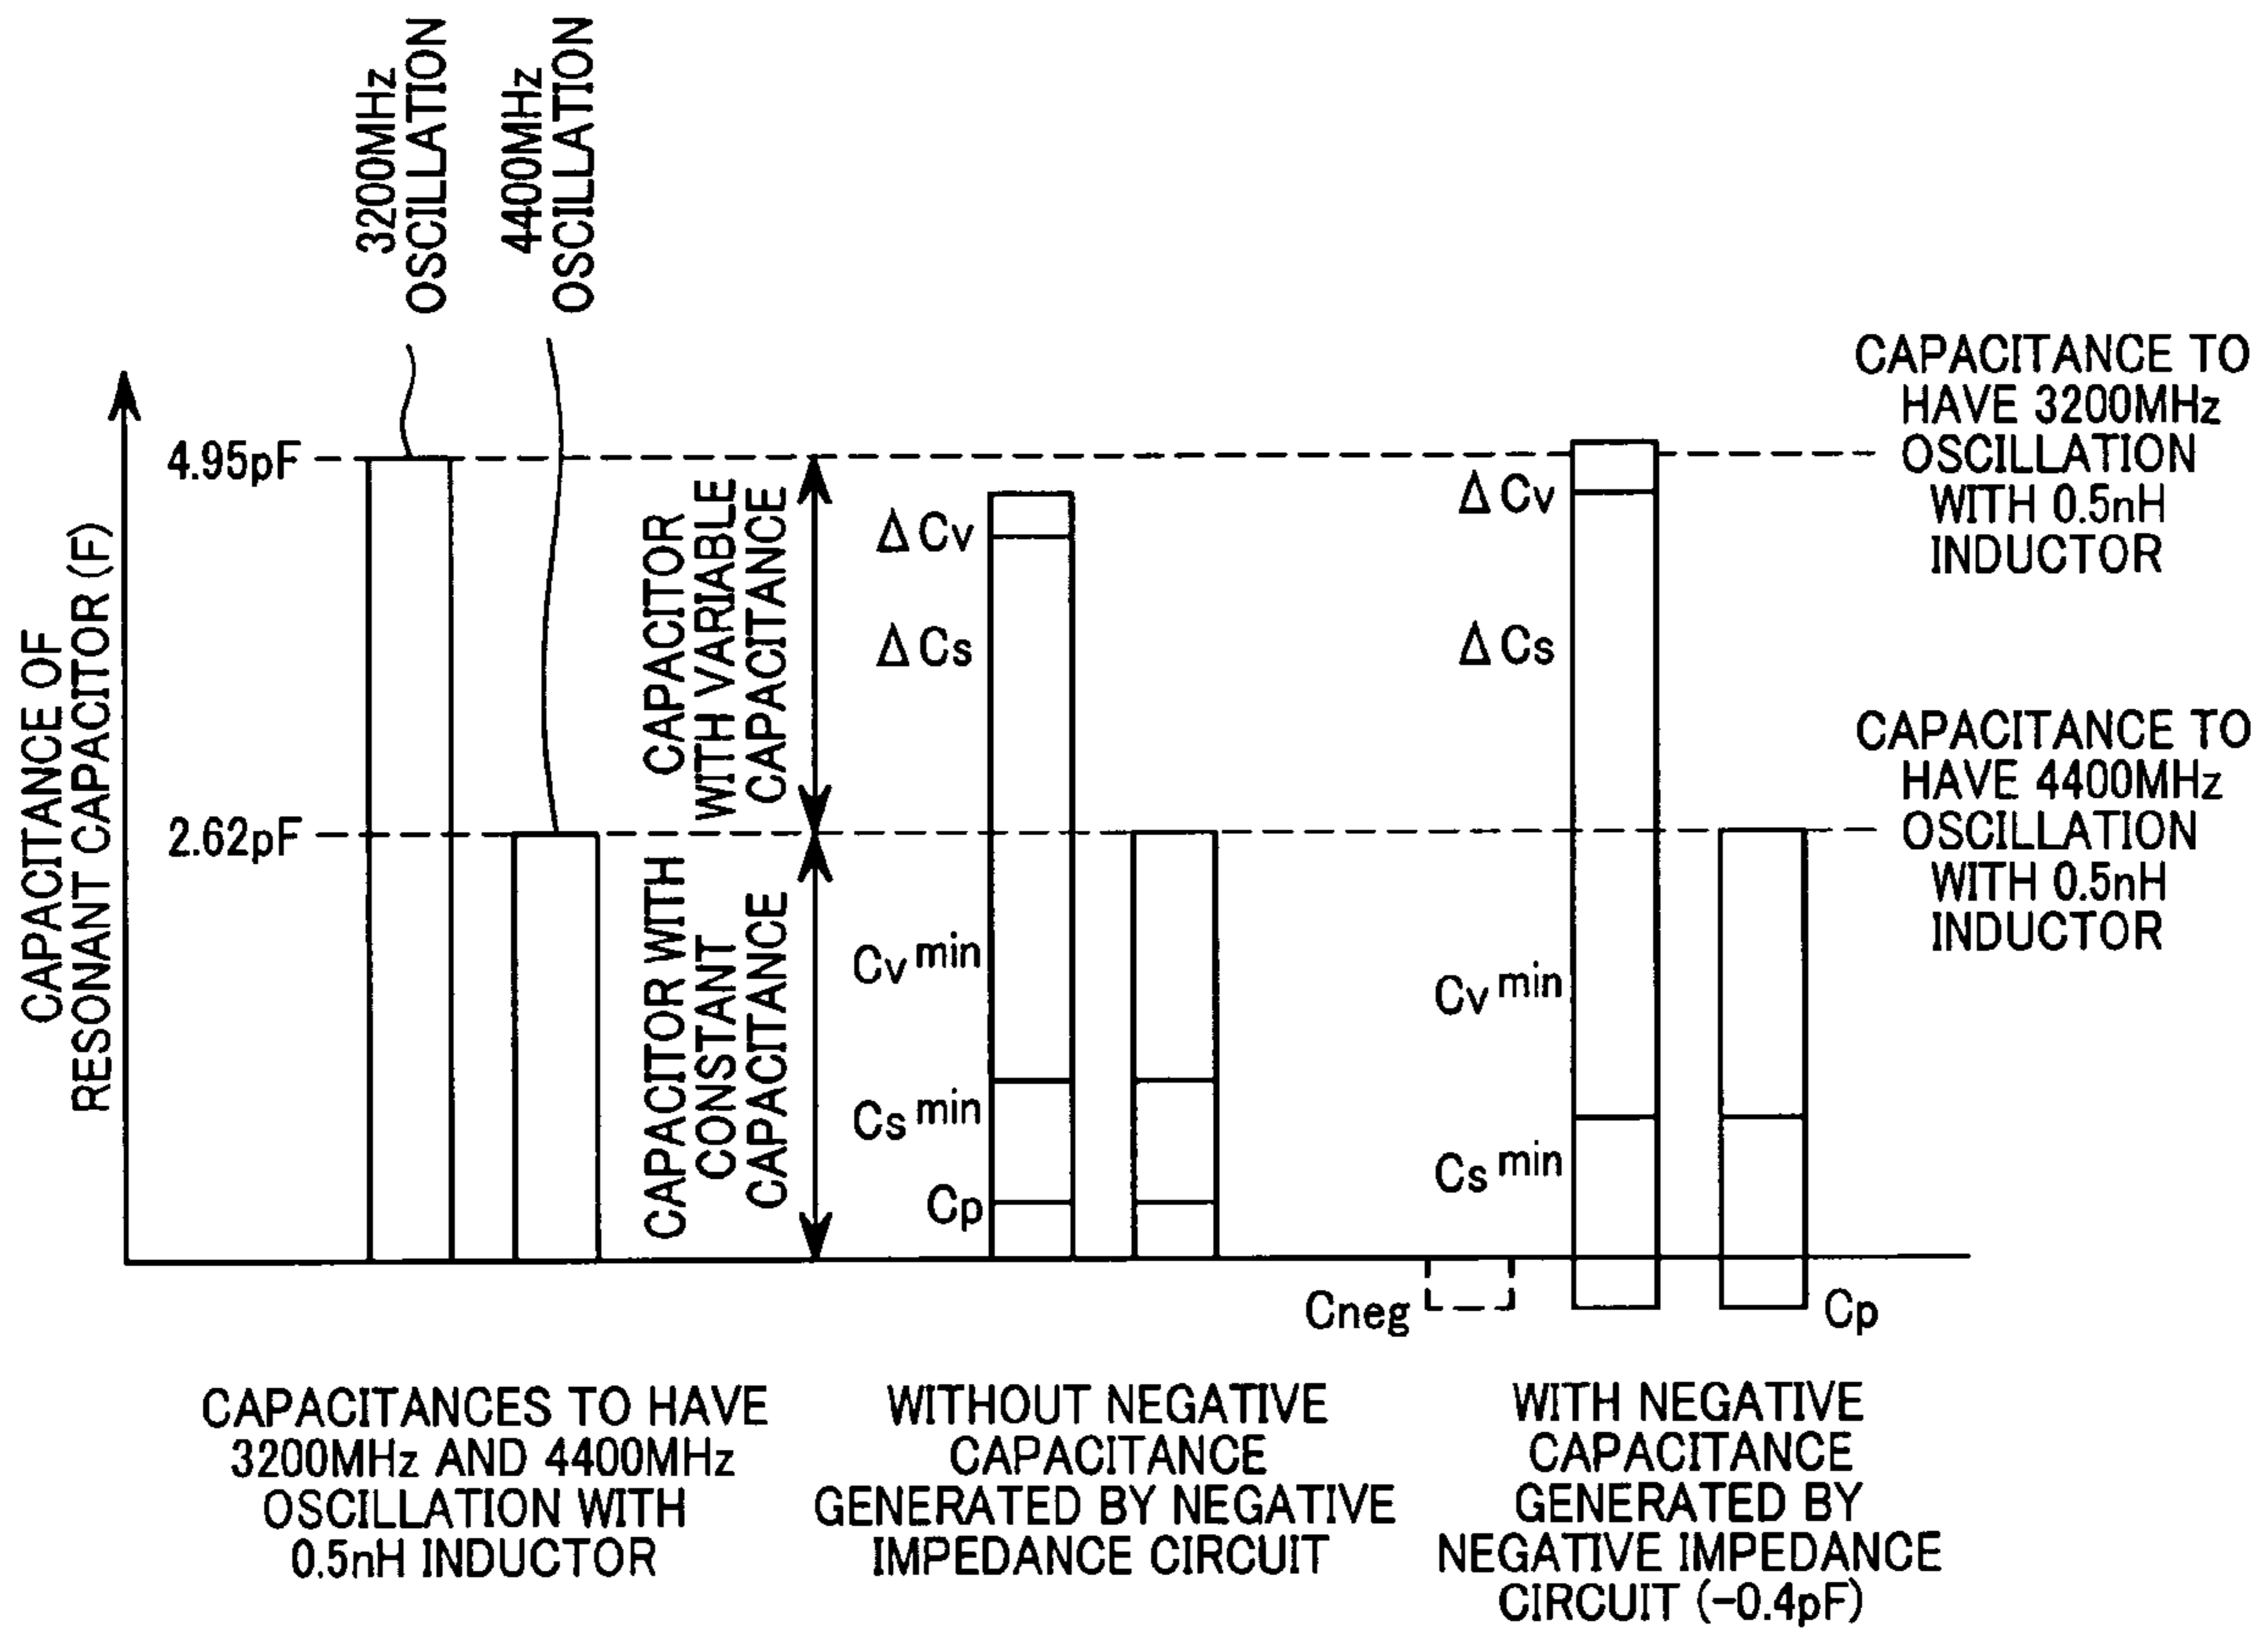 3200MHz
OSCILLATION
4400MHz
OSCILLATION
CAPACITANCE OF
RESONANT CAPACITOR (F)
4.95pF
2.62pF
CAPACITOR
WITH VARIABLE
CAPACITANCE
CAPACITOR WITH
CONSTANT
CAPACITANCE
ΔCv
ΔCs
Cv min
Cs min
Cp
Cneg
ΔCv
ΔCs
Cv min
Cs min
Cp
CAPACITANCE TO
HAVE 3200MHz
OSCILLATION
WITH 0.5nH
INDUCTOR
CAPACITANCE TO
HAVE 4400MHz
OSCILLATION
WITH 0.5nH
INDUCTOR
CAPACITANCES TO HAVE
3200MHz AND 4400MHz
OSCILLATION WITH
0.5nH INDUCTOR
WITHOUT NEGATIVE
CAPACITANCE
GENERATED BY NEGATIVE
IMPEDANCE CIRCUIT
WITH NEGATIVE
CAPACITANCE
GENERATED BY
NEGATIVE IMPEDANCE
CIRCUIT (-0.4pF)